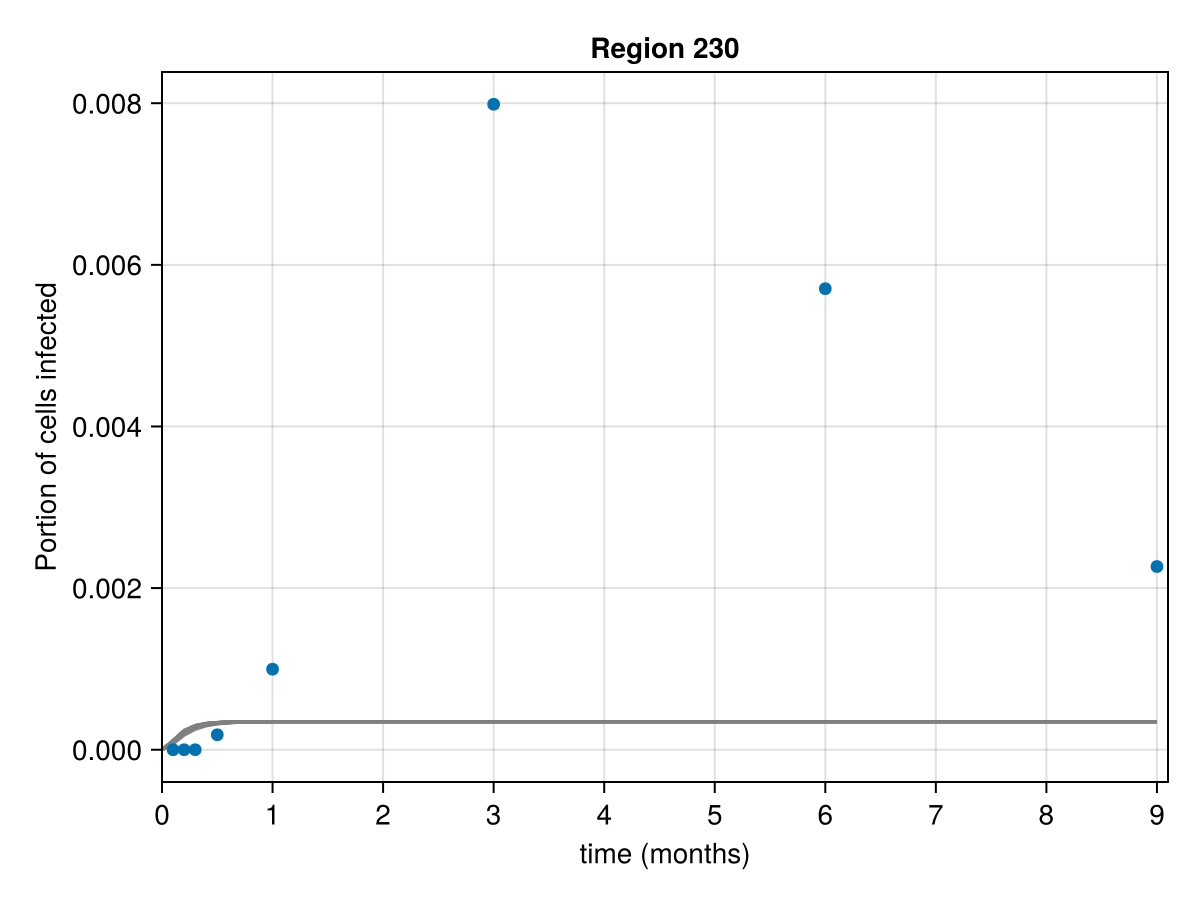 Region 230
Portion of cells infected
0.008
0.006
0.004
0.002
0.000
0 1 2 3 4 5 6 7 8 9
time (months)